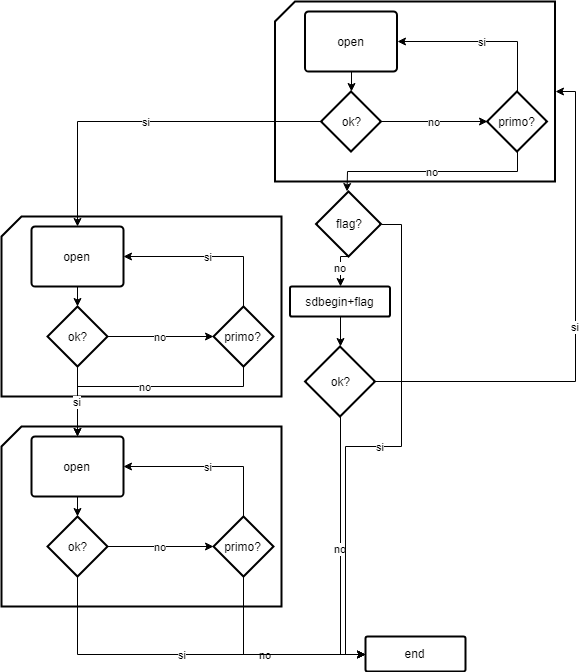 open
si
si
ok?
no
primo?
no
flag?
open
si
no
sdbegin+flag
si
ok?
no
primo?
ok?
no
si
open
si
si
ok?
no
primo?
no
si
no
end